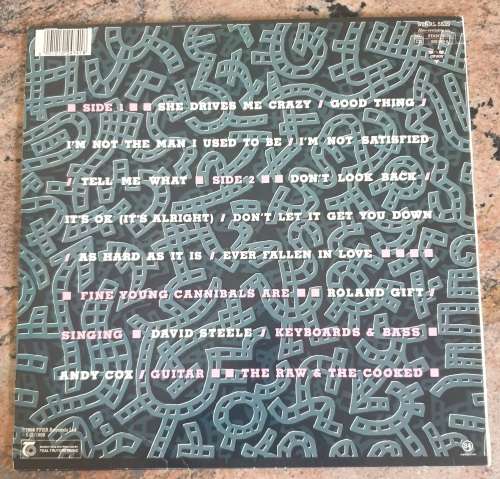 SIDE 1 SHE DRIVES ME CRAZY / GOOD THING /
I'M NOT THE MAN I USED TO BE / I'M NOT SATISFIED
/ TELL ME WHAT SIDE 2 DON'T LOOK BACK /
IT'S OK (IT'S ALRIGHT) / DON'T LET IT GET YOU DOWN
/ AS HARD AS IT IS / EVER FALLEN IN LOVE
FINE YOUNG CANNIBALS ARE ROLAND GIFT /
SINGING DAVID STEELE / KEYBOARDS & BASS
ANDY COX / GUITAR THE RAW & THE COOKED